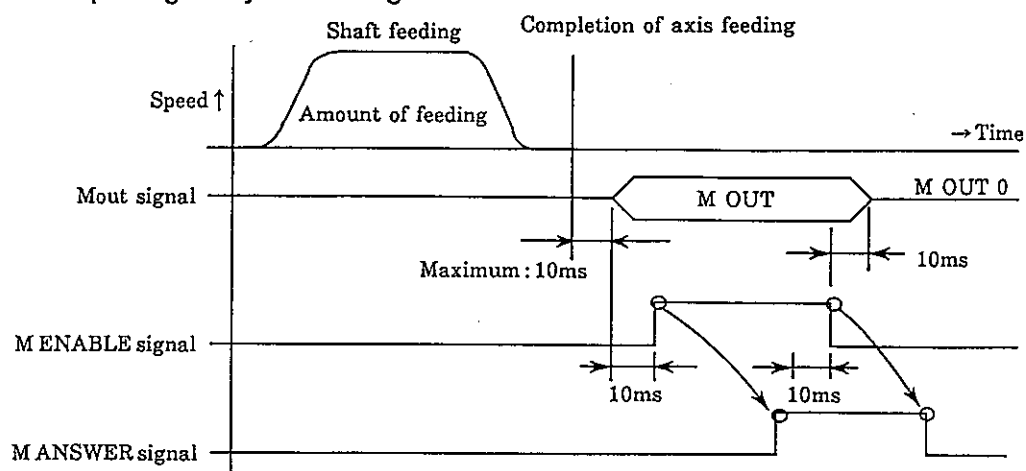 Shaft feeding
Completion of axis feeding
Speed ↑
Amount of feeding
→ Time
Mout signal
M OUT
M OUT 0
Maximum : 10ms
10ms
M ENABLE signal
10ms
10ms
M ANSWER signal